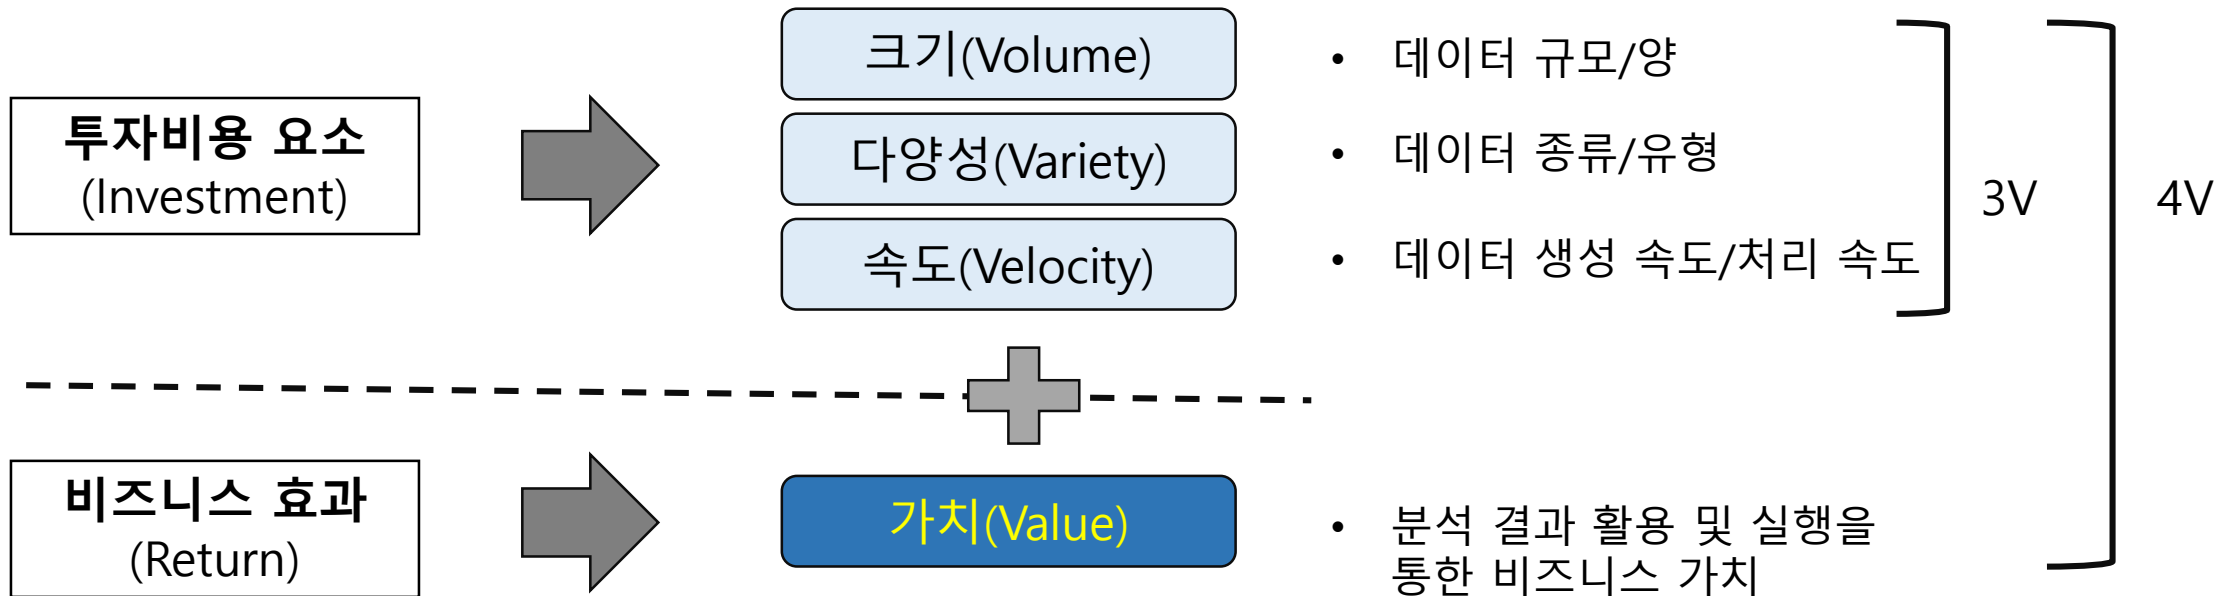 투자비용 요소
(Investment)
크기(Volume)
다양성(Variety)
속도(Velocity)
• 데이터 규모/양
• 데이터 종류/유형
• 데이터 생성 속도/처리 속도
3V
4V
비즈니스 효과
(Return)
가치(Value)
• 분석 결과 활용 및 실행을
통한 비즈니스 가치